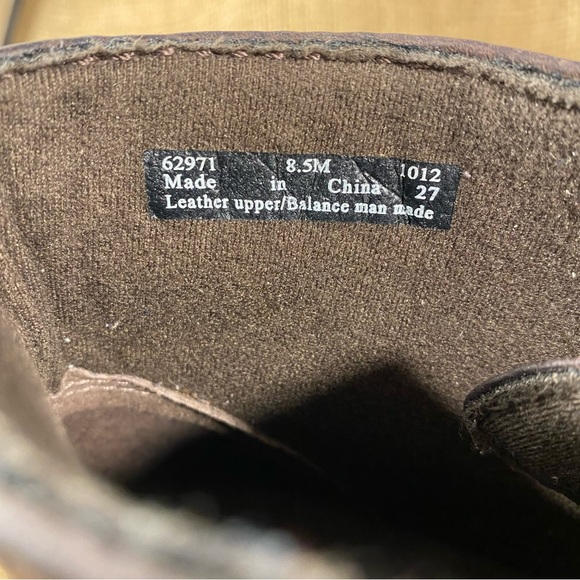 62971 8.5M 1012
Made in China 27
Leather upper/Balance man made